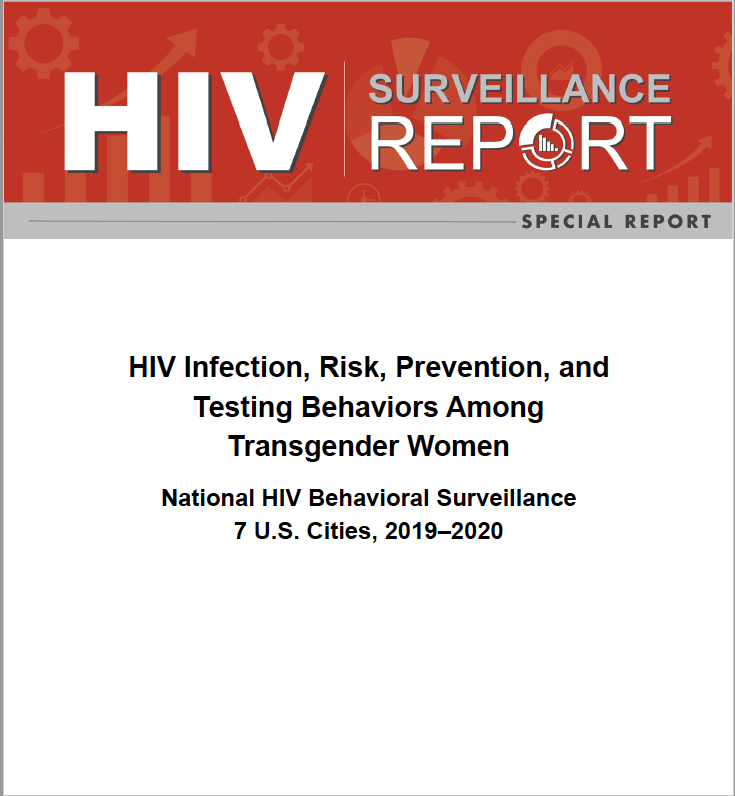 HIV
SURVEILLANCE
REPORT
SPECIAL REPORT
HIV Infection, Risk, Prevention, and
Testing Behaviors Among
Transgender Women
National HIV Behavioral Surveillance
7 U.S. Cities, 2019–2020